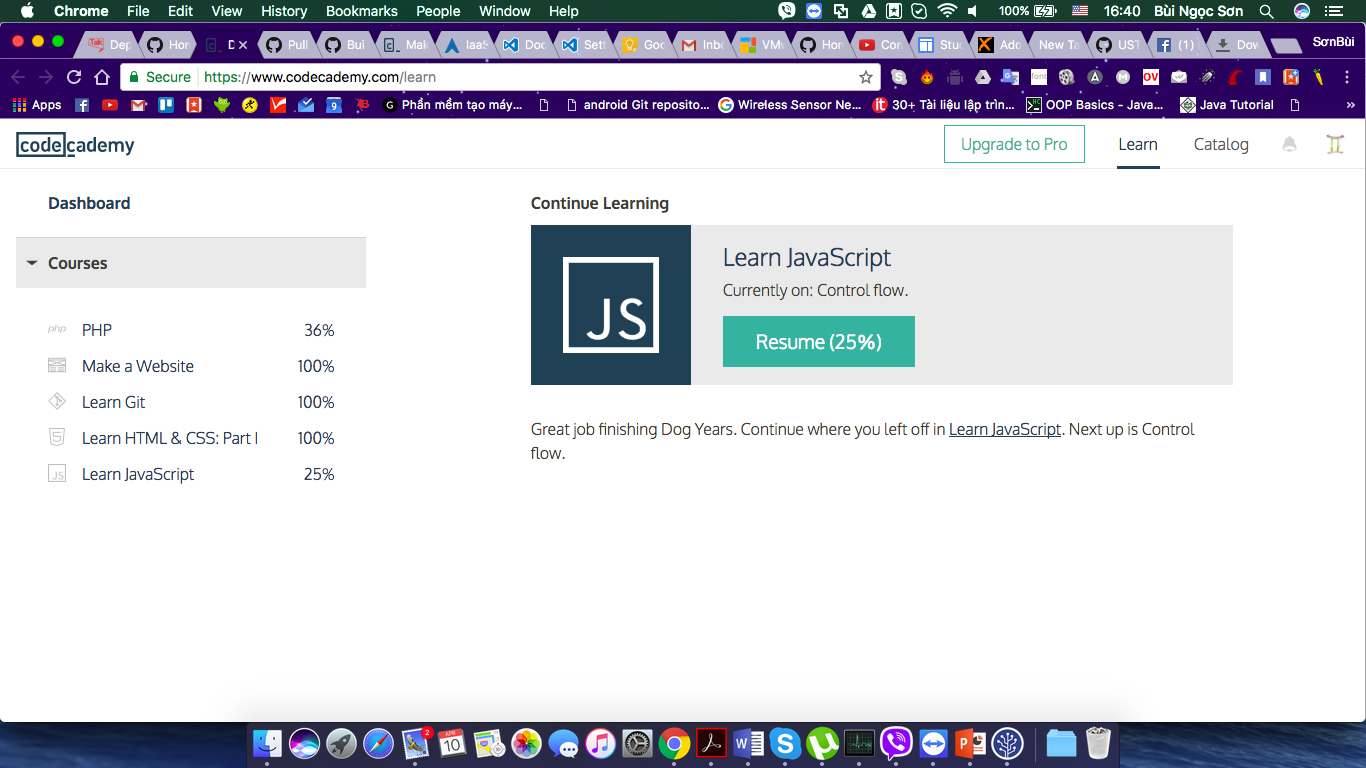 Chrome File Edit View History Bookmarks People Window Help 100% 16:40 Bùi Ngọc Sơn
Dep Hor D Pull Bui Mak IaaS Doc Sett Goo Inbo VMv Hor Cor Stu Adc New Ta UST (1) Dov SơnBùi
Secure https://www.codecademy.com/learn
Apps Phần mềm tạo máy... android Git reposito... Wireless Sensor Ne... 30+ Tài liệu lập trìn... OOP Basics - Java... Java Tutorial »
codecademy Upgrade to Pro Learn Catalog
Dashboard
Courses
php PHP 36%
Make a Website 100%
Learn Git 100%
Learn HTML & CSS: Part I 100%
JS Learn JavaScript 25%
Continue Learning
JS
Learn JavaScript
Currently on: Control flow.
Resume (25%)
Great job finishing Dog Years. Continue where you left off in Learn JavaScript. Next up is Control
flow.
2
APR
10